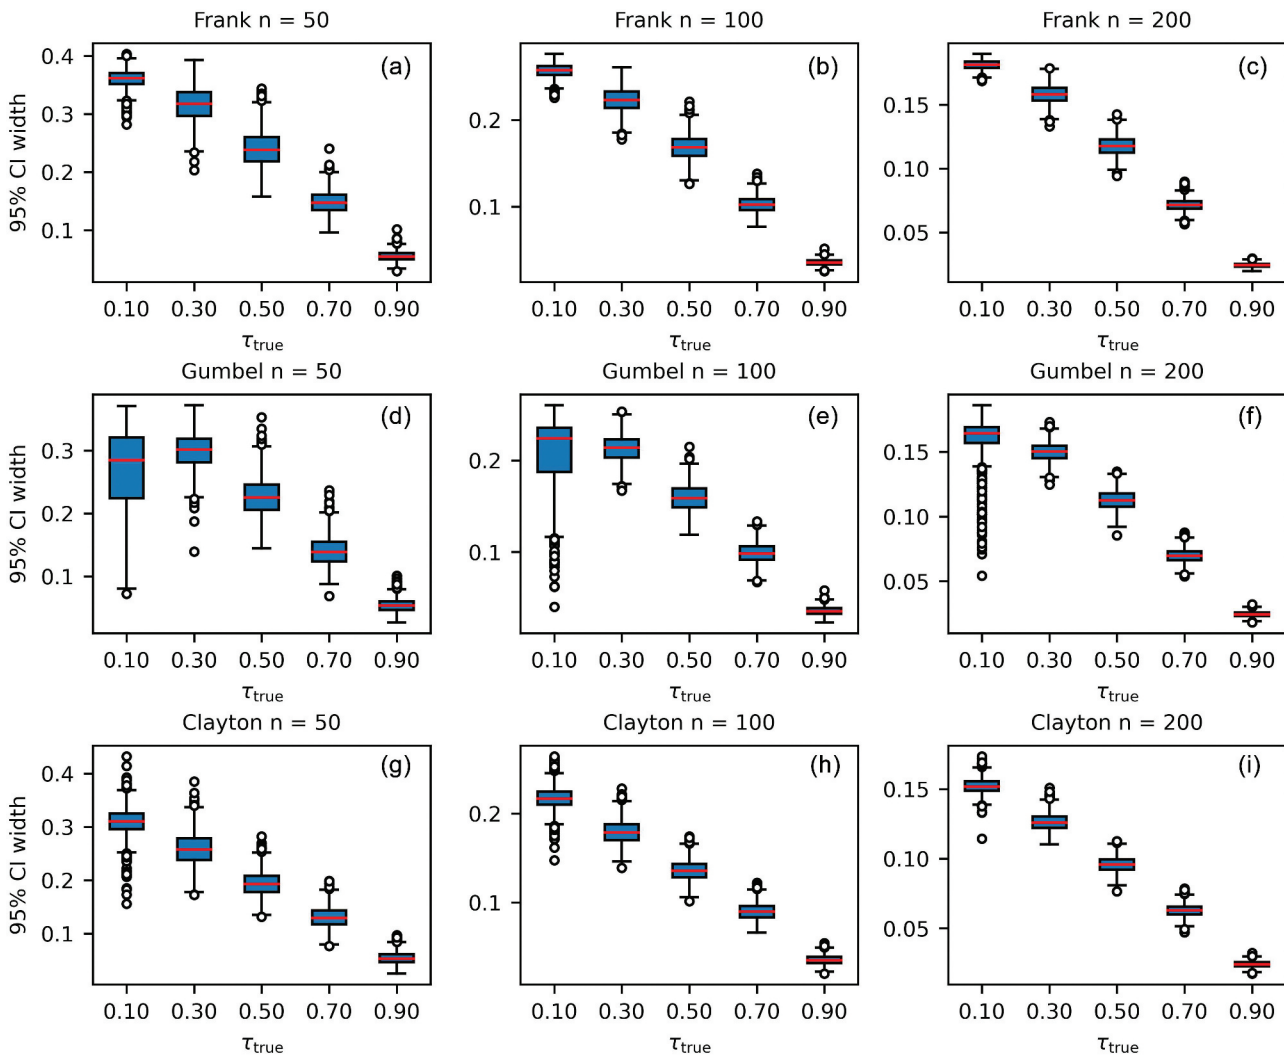 Frank n = 50
Frank n = 100
Frank n = 200
95% CI width
0.4
0.3
0.2
0.1
(a)
0.2
0.1
(b)
0.15
0.10
0.05
(c)
0.10 0.30 0.50 0.70 0.90
0.10 0.30 0.50 0.70 0.90
0.10 0.30 0.50 0.70 0.90
τtrue
τtrue
τtrue
Gumbel n = 50
Gumbel n = 100
Gumbel n = 200
95% CI width
0.3
0.2
0.1
(d)
0.2
0.1
(e)
0.15
0.10
0.05
(f)
0.10 0.30 0.50 0.70 0.90
0.10 0.30 0.50 0.70 0.90
0.10 0.30 0.50 0.70 0.90
τtrue
τtrue
τtrue
Clayton n = 50
Clayton n = 100
Clayton n = 200
95% CI width
0.4
0.3
0.2
0.1
(g)
0.2
0.1
(h)
0.15
0.10
0.05
(i)
0.10 0.30 0.50 0.70 0.90
0.10 0.30 0.50 0.70 0.90
0.10 0.30 0.50 0.70 0.90
τtrue
τtrue
τtrue